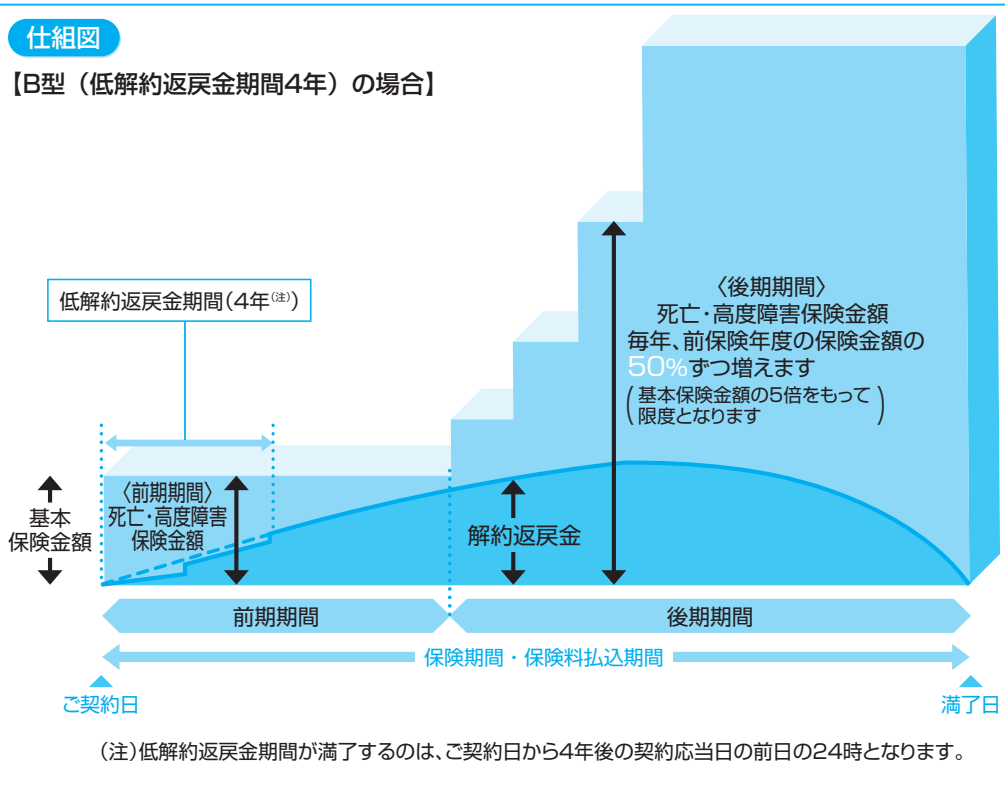 仕組図
【B型（低解約返戻金期間4年）の場合】
低解約返戻金期間（4年(注)）
〈後期期間〉
死亡・高度障害保険金額
毎年、前保険年度の保険金額の
50%ずつ増えます
（基本保険金額の5倍をもって
限度となります）
〈前期期間〉
死亡・高度障害
保険金額
基本
保険金額
解約返戻金
前期期間
後期期間
保険期間・保険料払込期間
ご契約日
満了日
（注）低解約返戻金期間が満了するのは、ご契約日から4年後の契約応当日の前日の24時となります。